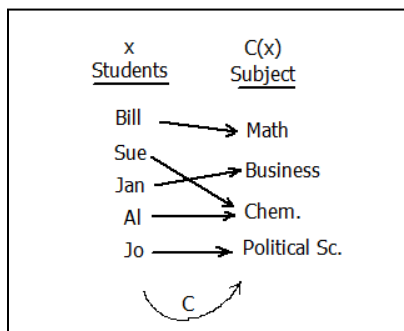 x C(x)
Students Subject
Bill Math
Sue Business
Jan Chem.
Al Political Sc.
Jo
C